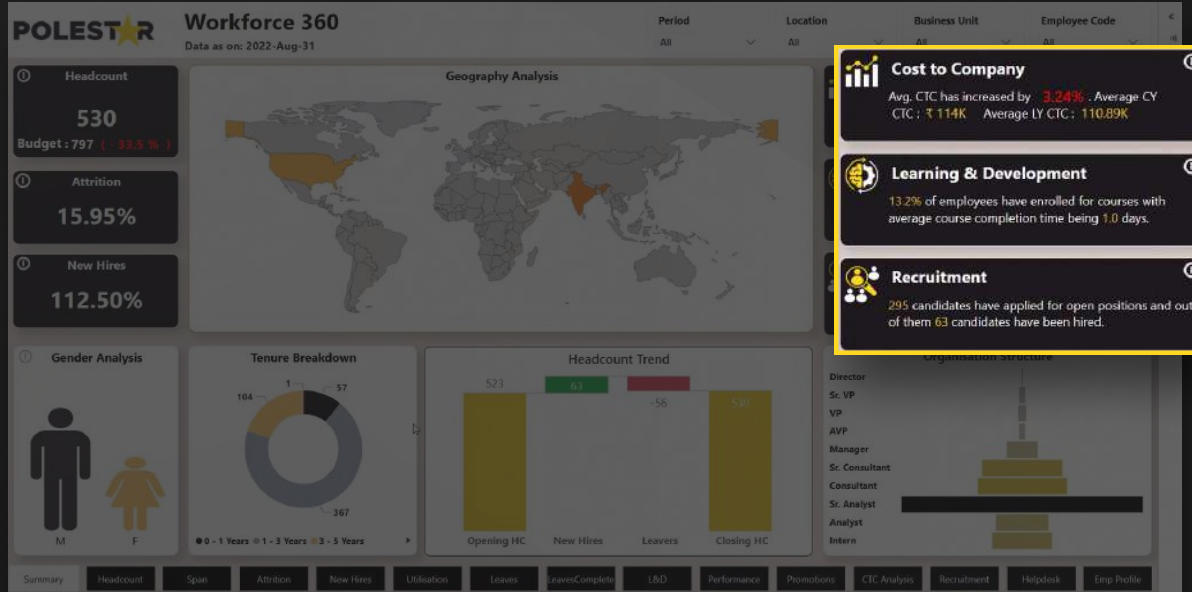 POLESTAR
Workforce 360
Data as on: 2022-Aug-31
Period
All
Location
All
Business Unit
All
Employee Code
All
Headcount
530
Budget : 797 ( -33.5 % )
Attrition
15.95%
New Hires
112.50%
Geography Analysis
Cost to Company
Avg. CTC has increased by 3.24% . Average CY
CTC : ₹ 114K Average LY CTC : 110.89K
Learning & Development
13.2% of employees have enrolled for courses with
average course completion time being 1.0 days.
Recruitment
295 candidates have applied for open positions and out
of them 63 candidates have been hired.
Gender Analysis
M F
Tenure Breakdown
1
57
104
367
0 - 1 Years 1 - 3 Years 3 - 5 Years
Headcount Trend
523
63
-56
530
Opening HC New Hires Leavers Closing HC
Organisation Structure
Director
Sr. VP
VP
AVP
Manager
Sr. Consultant
Consultant
Sr. Analyst
Analyst
Intern
Summary Headcount Span Attrition New Hires Utilisation Leaves LeavesComplete L&D Performance Promotions CTC Analysis Recruitment Helpdesk Emp Profile